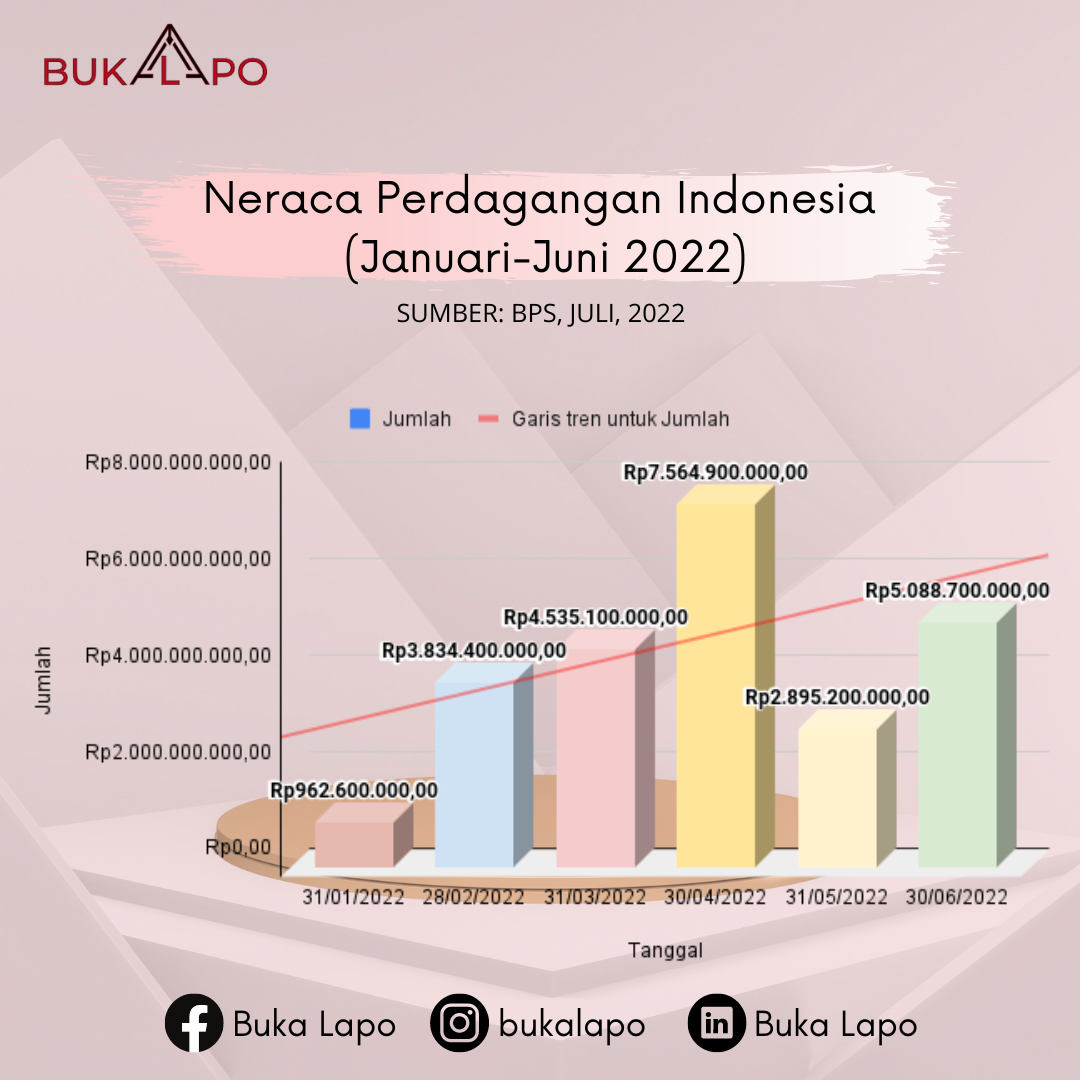 BUKALAPO
Neraca Perdagangan Indonesia
(Januari-Juni 2022)
SUMBER: BPS, JULI, 2022
Jumlah
Garis tren untuk Jumlah
Rp8.000.000.000,00
Rp6.000.000.000,00
Rp4.000.000.000,00
Rp2.000.000.000,00
Rp0,00
Jumlah
Rp962.600.000,00
Rp3.834.400.000,00
Rp4.535.100.000,00
Rp7.564.900.000,00
Rp2.895.200.000,00
Rp5.088.700.000,00
31/01/2022 28/02/2022 31/03/2022 30/04/2022 31/05/2022 30/06/2022
Tanggal
Buka Lapo
bukalapo
in Buka Lapo